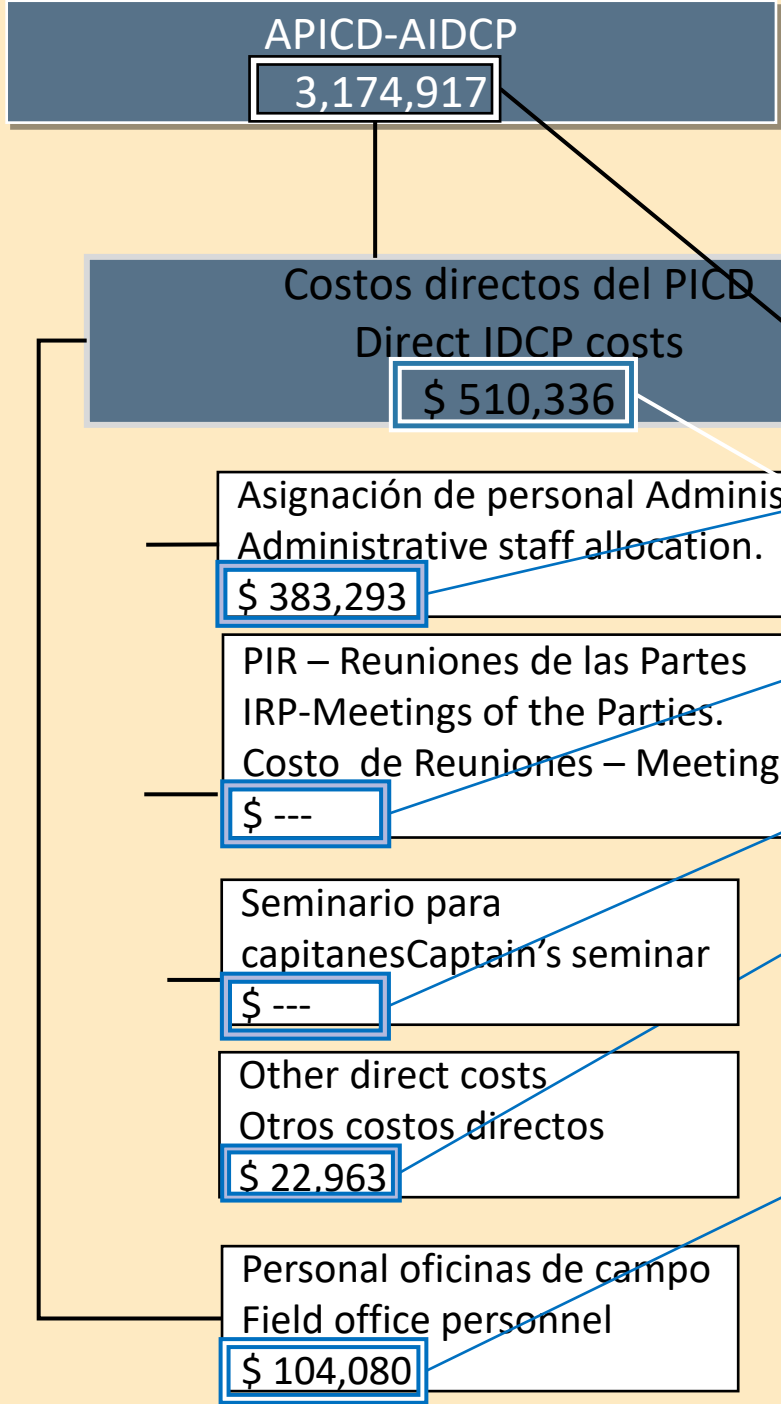 APICD-AIDCP
3,174,917
Costos directos del PICD
Direct IDCP costs
$ 510,336
Asignación de personal Adminis
Administrative staff allocation.
$ 383,293
PIR – Reuniones de las Partes
IRP-Meetings of the Parties.
Costo de Reuniones – Meeting
$ ---
Seminario para
capitanesCaptain’s seminar
$ ---
Other direct costs
Otros costos directos
$ 22,963
Personal oficinas de campo
Field office personnel
$ 104,080